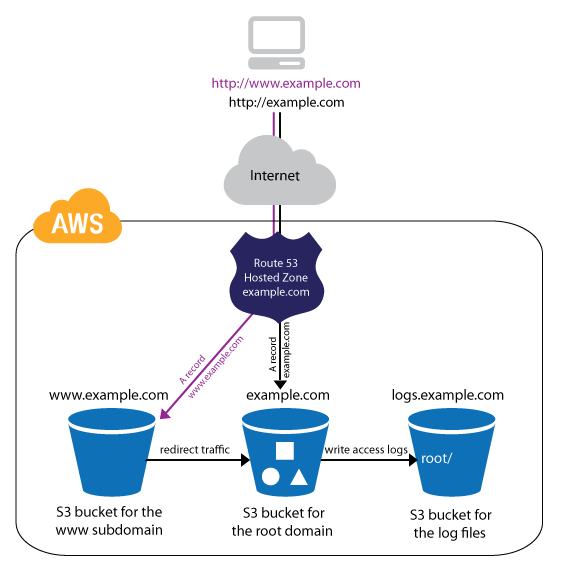 http://www.example.com
http://example.com
Internet
AWS
Route 53
Hosted Zone
example.com
A record
www.example.com
A record
example.com
www.example.com
example.com
logs.example.com
redirect traffic
write access logs
root/
S3 bucket for the
www subdomain
S3 bucket for
the root domain
S3 bucket for
the log files